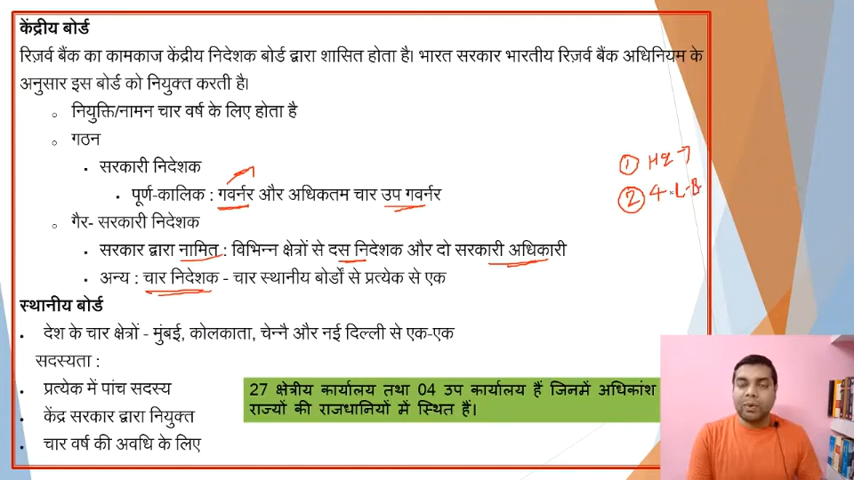 केंद्रीय बोर्ड
रिज़र्व बैंक का कामकाज केंद्रीय निदेशक बोर्ड द्वारा शासित होता है। भारत सरकार भारतीय रिज़र्व बैंक अधिनियम के
अनुसार इस बोर्ड को नियुक्त करती है।
नियुक्ति/नामन चार वर्ष के लिए होता है
गठन
सरकारी निदेशक
पूर्ण-कालिक : गवर्नर और अधिकतम चार उप गवर्नर
गैर- सरकारी निदेशक
सरकार द्वारा नामित : विभिन्न क्षेत्रों से दस निदेशक और दो सरकारी अधिकारी
अन्य : चार निदेशक - चार स्थानीय बोर्डों से प्रत्येक से एक
① HQ →
② 4-L-B
स्थानीय बोर्ड
देश के चार क्षेत्रों - मुंबई, कोलकाता, चेन्नै और नई दिल्ली से एक-एक
सदस्यता :
प्रत्येक में पांच सदस्य
केंद्र सरकार द्वारा नियुक्त
चार वर्ष की अवधि के लिए
27 क्षेत्रीय कार्यालय तथा 04 उप कार्यालय हैं जिनमें अधिकांश
राज्यों की राजधानियों में स्थित हैं।